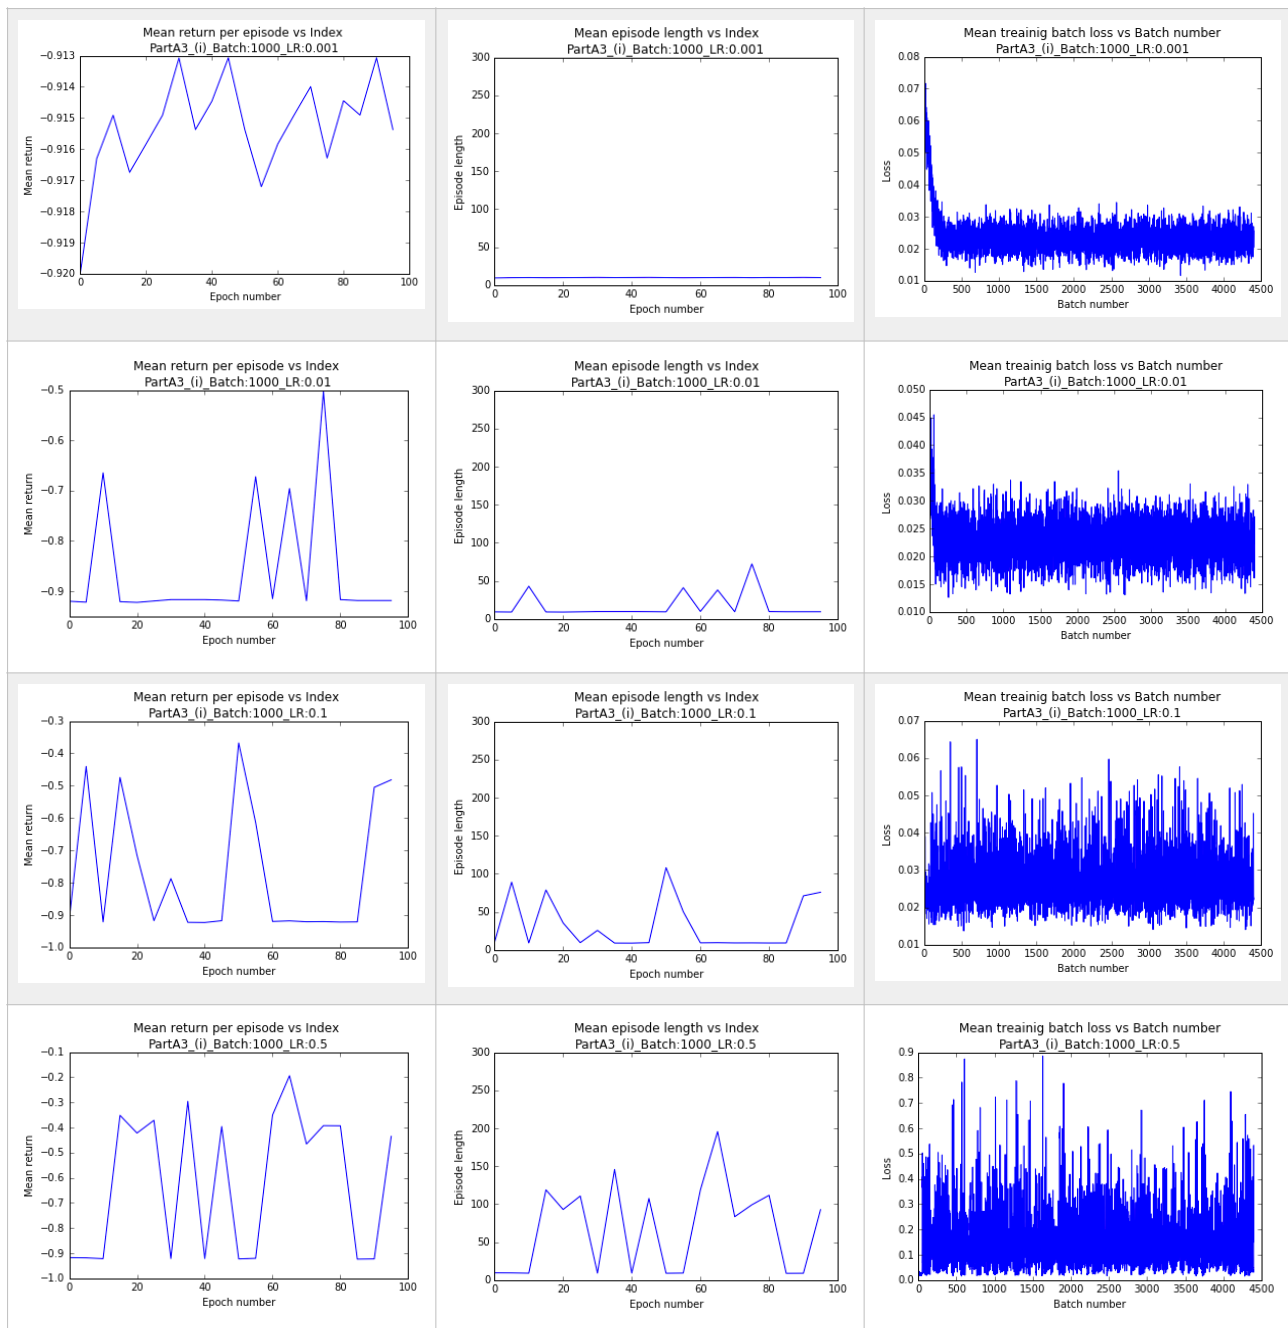 Mean return per episode vs Index
PartA3_(i)_Batch:1000_LR:0.001
−0.913
−0.914
−0.915
−0.916
−0.917
−0.918
−0.919
−0.920
Mean return
0 20 40 60 80 100
Epoch number
Mean episode length vs Index
PartA3_(i)_Batch:1000_LR:0.001
300
250
200
150
100
50
0
Episode length
0 20 40 60 80 100
Epoch number
Mean treainig batch loss vs Batch number
PartA3_(i)_Batch:1000_LR:0.001
0.08
0.07
0.06
0.05
0.04
0.03
0.02
0.01
Loss
0 500 1000 1500 2000 2500 3000 3500 4000 4500
Batch number
Mean return per episode vs Index
PartA3_(i)_Batch:1000_LR:0.01
−0.5
−0.6
−0.7
−0.8
−0.9
Mean return
0 20 40 60 80 100
Epoch number
Mean episode length vs Index
PartA3_(i)_Batch:1000_LR:0.01
300
250
200
150
100
50
0
Episode length
0 20 40 60 80 100
Epoch number
Mean treainig batch loss vs Batch number
PartA3_(i)_Batch:1000_LR:0.01
0.050
0.045
0.040
0.035
0.030
0.025
0.020
0.015
0.010
Loss
0 500 1000 1500 2000 2500 3000 3500 4000 4500
Batch number
Mean return per episode vs Index
PartA3_(i)_Batch:1000_LR:0.1
−0.3
−0.4
−0.5
−0.6
−0.7
−0.8
−0.9
−1.0
Mean return
0 20 40 60 80 100
Epoch number
Mean episode length vs Index
PartA3_(i)_Batch:1000_LR:0.1
300
250
200
150
100
50
0
Episode length
0 20 40 60 80 100
Epoch number
Mean treainig batch loss vs Batch number
PartA3_(i)_Batch:1000_LR:0.1
0.07
0.06
0.05
0.04
0.03
0.02
0.01
Loss
0 500 1000 1500 2000 2500 3000 3500 4000 4500
Batch number
Mean return per episode vs Index
PartA3_(i)_Batch:1000_LR:0.5
−0.1
−0.2
−0.3
−0.4
−0.5
−0.6
−0.7
−0.8
−0.9
−1.0
Mean return
0 20 40 60 80 100
Epoch number
Mean episode length vs Index
PartA3_(i)_Batch:1000_LR:0.5
300
250
200
150
100
50
0
Episode length
0 20 40 60 80 100
Epoch number
Mean treainig batch loss vs Batch number
PartA3_(i)_Batch:1000_LR:0.5
0.9
0.8
0.7
0.6
0.5
0.4
0.3
0.2
0.1
0.0
Loss
0 500 1000 1500 2000 2500 3000 3500 4000 4500
Batch number